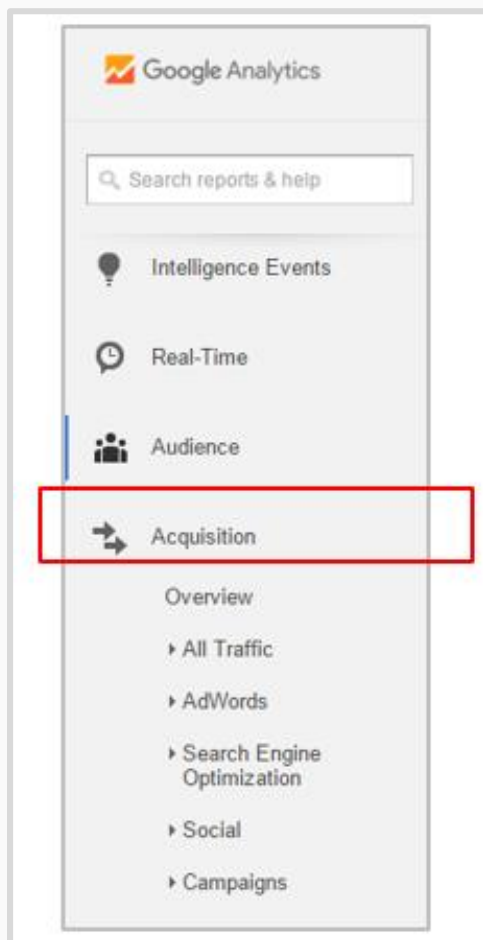 Google Analytics
Search reports & help
Intelligence Events
Real-Time
Audience
Acquisition
Overview
All Traffic
AdWords
Search Engine
Optimization
Social
Campaigns